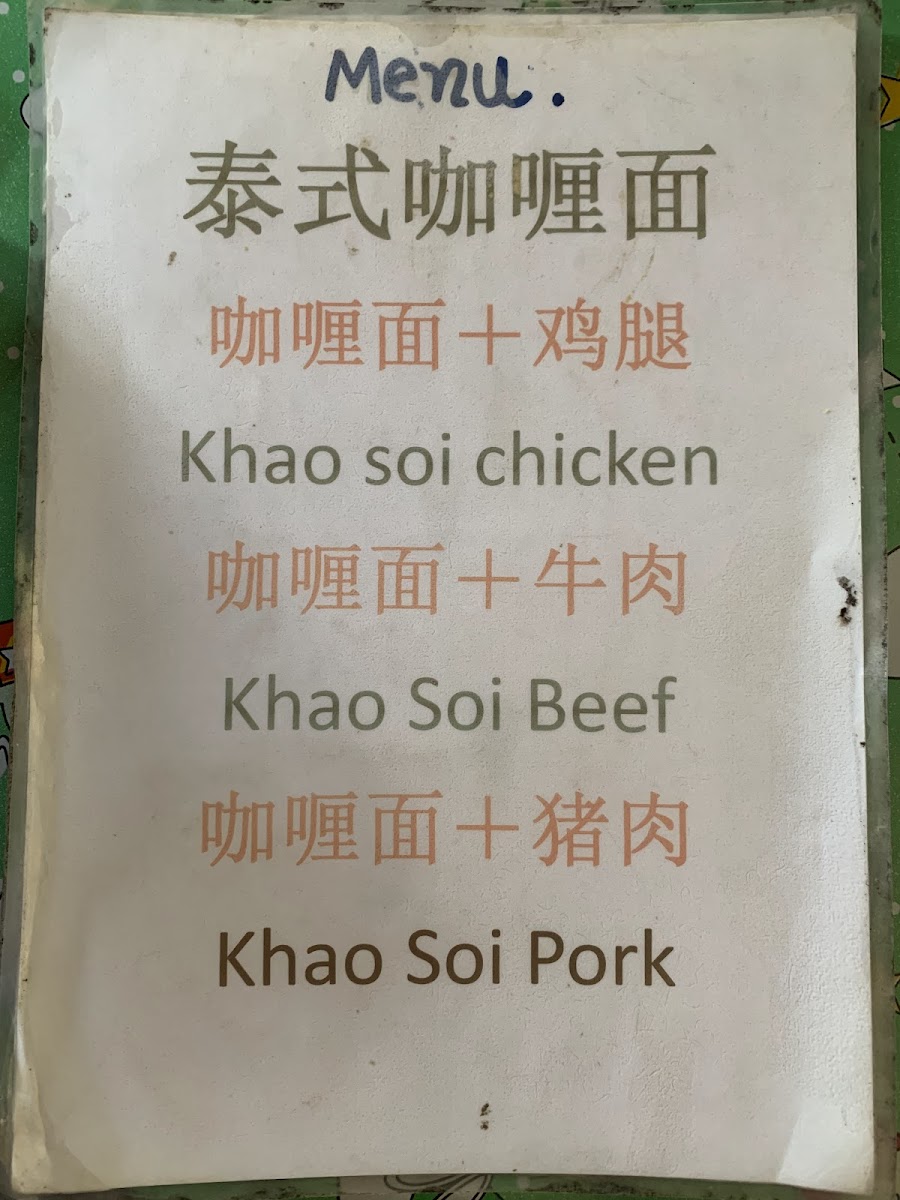 Menu.
泰式咖喱面
咖喱面＋鸡腿
Khao soi chicken
咖喱面＋牛肉
Khao Soi Beef
咖喱面＋猪肉
Khao Soi Pork